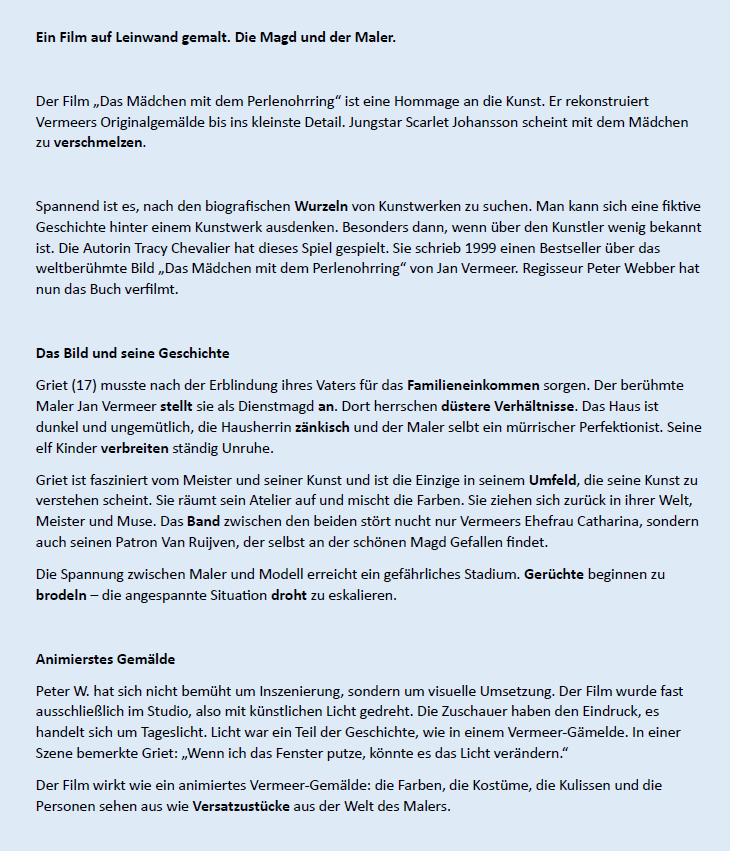 Ein Film auf Leinwand gemalt. Die Magd und der Maler.
Der Film „Das Mädchen mit dem Perlenohrring“ ist eine Hommage an die Kunst. Er rekonstruiert
Vermeers Originalgemälde bis ins kleinste Detail. Jungstar Scarlet Johansson scheint mit dem Mädchen
zu verschmelzen.
Spannend ist es, nach den biografischen Wurzeln von Kunstwerken zu suchen. Man kann sich eine fiktive
Geschichte hinter einem Kunstwerk ausdenken. Besonders dann, wenn über den Kunstler wenig bekannt
ist. Die Autorin Tracy Chevalier hat dieses Spiel gespielt. Sie schrieb 1999 einen Bestseller über das
weltberühmte Bild „Das Mädchen mit dem Perlenohrring“ von Jan Vermeer. Regisseur Peter Webber hat
nun das Buch verfilmt.
Das Bild und seine Geschichte
Griet (17) musste nach der Erblindung ihres Vaters für das Familieneinkommen sorgen. Der berühmte
Maler Jan Vermeer stellt sie als Dienstmagd an. Dort herrschen düstere Verhältnisse. Das Haus ist
dunkel und ungemütlich, die Hausherrin zänkisch und der Maler selbst ein mürrischer Perfektionist. Seine
elf Kinder verbreiten ständig Unruhe.
Griet ist fasziniert vom Meister und seiner Kunst und ist die Einzige in seinem Umfeld, die seine Kunst zu
verstehen scheint. Sie räumt sein Atelier auf und mischt die Farben. Sie ziehen sich zurück in ihrer Welt,
Meister und Muse. Das Band zwischen den beiden stört nucht nur Vermeers Ehefrau Catharina, sondern
auch seinen Patron Van Ruijven, der selbst an der schönen Magd Gefallen findet.
Die Spannung zwischen Maler und Modell erreicht ein gefährliches Stadium. Gerüchte beginnen zu
brodeln – die angespannte Situation droht zu eskalieren.
Animierstes Gemälde
Peter W. hat sich nicht bemüht um Inszenierung, sondern um visuelle Umsetzung. Der Film wurde fast
ausschließlich im Studio, also mit künstlichen Licht gedreht. Die Zuschauer haben den Eindruck, es
handelt sich um Tageslicht. Licht war ein Teil der Geschichte, wie in einem Vermeer-Gämelde. In einer
Szene bemerkte Griet: „Wenn ich das Fenster putze, könnte es das Licht verändern.“
Der Film wirkt wie ein animiertes Vermeer-Gemälde: die Farben, die Kostüme, die Kulissen und die
Personen sehen aus wie Versatzustücke aus der Welt des Malers.